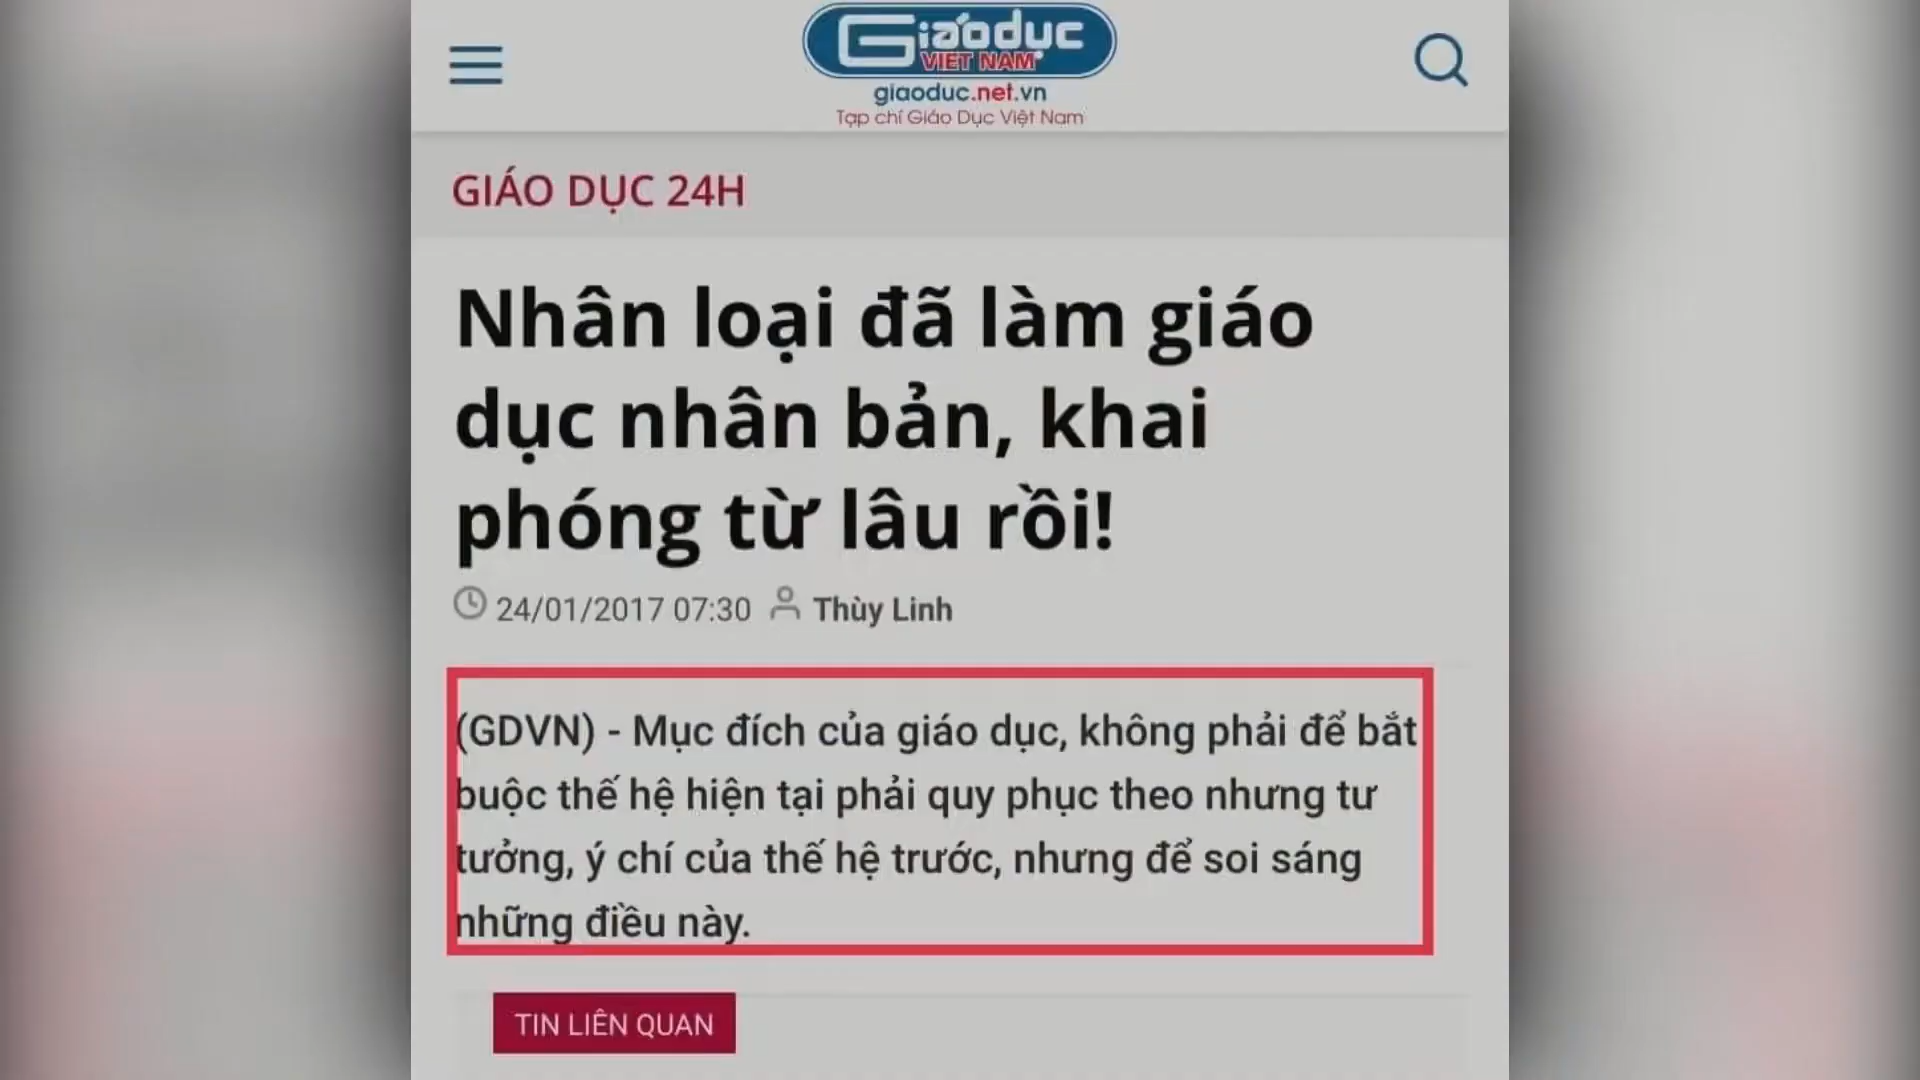 Giáo dục
VIỆT NAM
giaoduc.net.vn
Tạp chí Giáo Dục Việt Nam
GIÁO DỤC 24H
Nhân loại đã làm giáo
dục nhân bản, khai
phóng từ lâu rồi!
24/01/2017 07:30 Thùy Linh
(GDVN) - Mục đích của giáo dục, không phải để bắt
buộc thế hệ hiện tại phải quy phục theo nhưng tư
tưởng, ý chí của thế hệ trước, nhưng để soi sáng
những điều này.
TIN LIÊN QUAN